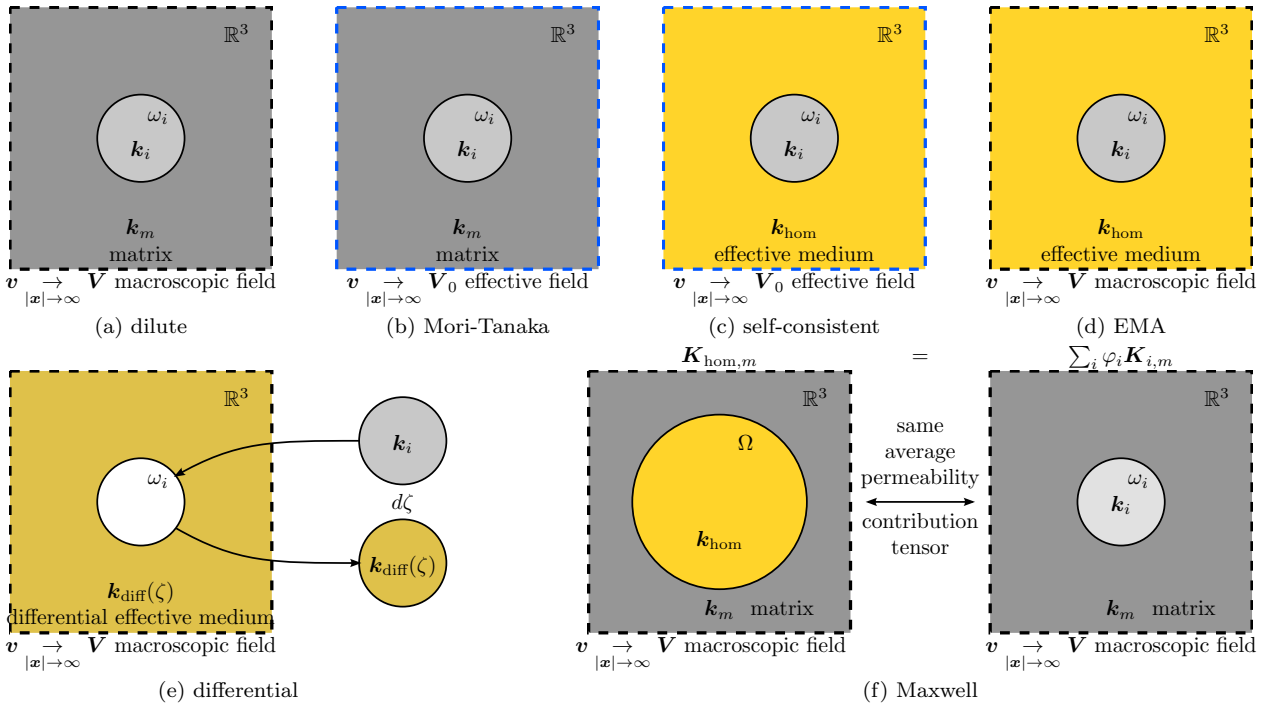 ℝ³
ωᵢ
𝒌ᵢ
𝒌ₘ
matrix
𝒗 →_{|𝒙|→∞} 𝑽 macroscopic field
(a) dilute
ℝ³
ωᵢ
𝒌ᵢ
𝒌ₘ
matrix
𝒗 →_{|𝒙|→∞} 𝑽₀ effective field
(b) Mori-Tanaka
ℝ³
ωᵢ
𝒌ᵢ
𝒌_hom
effective medium
𝒗 →_{|𝒙|→∞} 𝑽₀ effective field
(c) self-consistent
ℝ³
ωᵢ
𝒌ᵢ
𝒌_hom
effective medium
𝒗 →_{|𝒙|→∞} 𝑽 macroscopic field
(d) EMA
ℝ³
ωᵢ
𝒌_diff(ζ)
differential effective medium
𝒗 →_{|𝒙|→∞} 𝑽 macroscopic field
𝒌ᵢ
dζ
𝒌_diff(ζ)
(e) differential
𝑲_{hom,m} = ∑ᵢ φᵢ𝑲_{i,m}
ℝ³
Ω
𝒌_hom
𝒌ₘ matrix
𝒗 →_{|𝒙|→∞} 𝑽 macroscopic field
same
average
permeability
contribution
tensor
ℝ³
ωᵢ
𝒌ᵢ
𝒌ₘ matrix
𝒗 →_{|𝒙|→∞} 𝑽 macroscopic field
(f) Maxwell